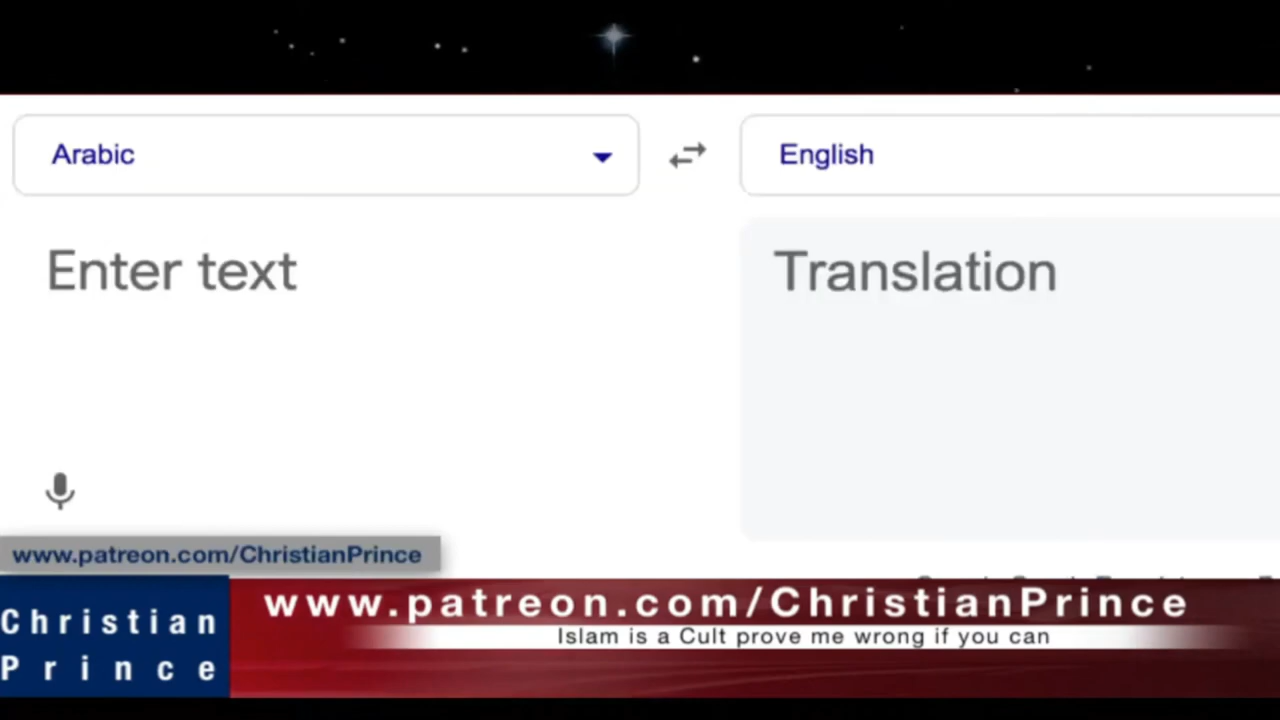 Arabic
English
Enter text
Translation
www.patreon.com/ChristianPrince
www.patreon.com/ChristianPrince
Islam is a Cult prove me wrong if you can
Christian
Prince